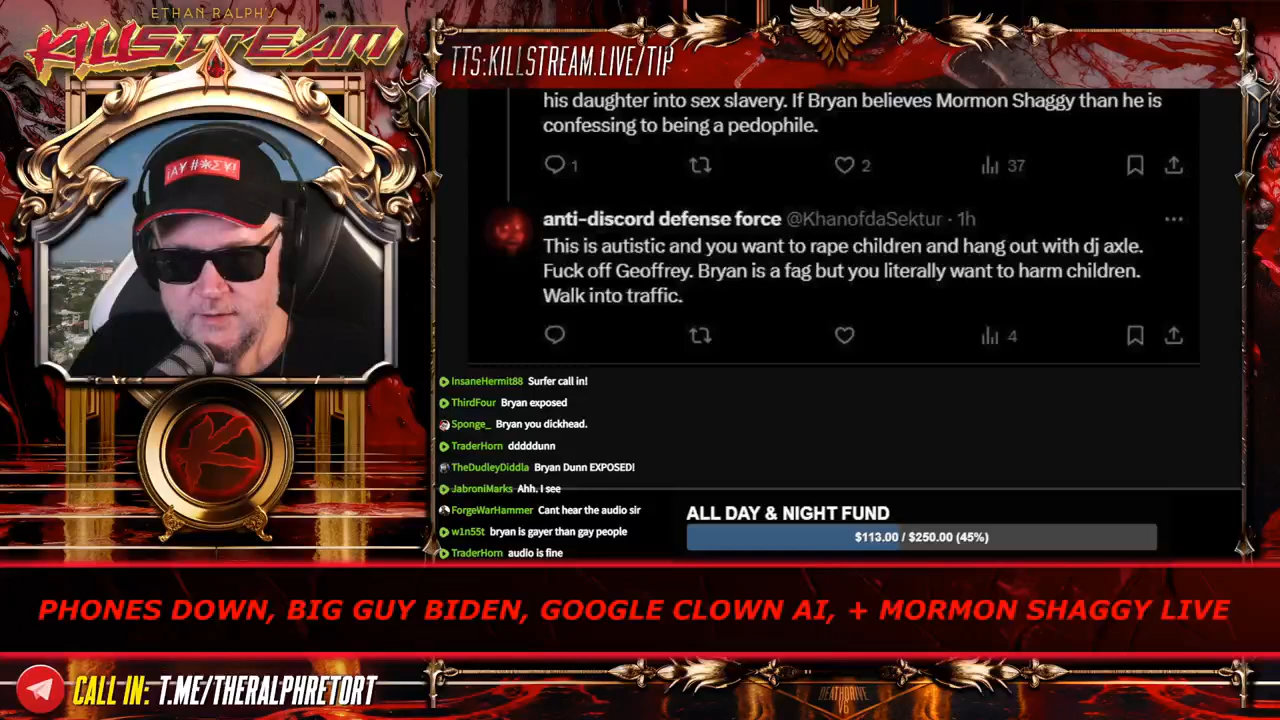 ETHAN RALPH'S
KILLSTREAM
TTS:KILLSTREAM.LIVE/TIP
his daughter into sex slavery. If Bryan believes Mormon Shaggy than he is
confessing to being a pedophile.
1
2
37
anti-discord defense force @KhanofdaSektur · 1h
This is autistic and you want to rape children and hang out with dj axle.
Fuck off Geoffrey. Bryan is a fag but you literally want to harm children.
Walk into traffic.
4
InsaneHermit88 Surfer call in!
ThirdFour Bryan exposed
Sponge_ Bryan you dickhead.
TraderHorn dddddunn
TheDudleyDiddla Bryan Dunn EXPOSED!
JabroniMarks Ahh. I see
ForgeWarHammer Cant hear the audio sir
w1n55t bryan is gayer than gay people
TraderHorn audio is fine
ALL DAY & NIGHT FUND
$113.00 / $250.00 (45%)
PHONES DOWN, BIG GUY BIDEN, GOOGLE CLOWN AI, + MORMON SHAGGY LIVE
CALL IN: T.ME/THERALPHRETORT
DEATHDRIVE
V6